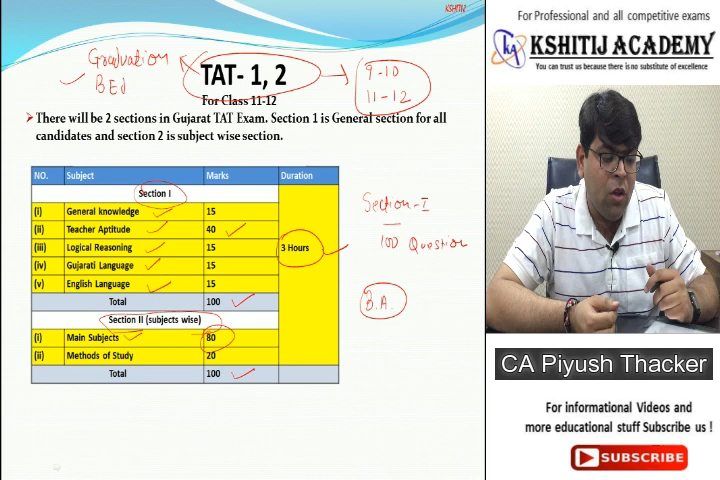 KSHITIJ
Graduation
BEd
TAT- 1, 2
9-10
11-12
For Class 11-12
There will be 2 sections in Gujarat TAT Exam. Section 1 is General section for all
candidates and section 2 is subject wise section.
NO. Subject Marks Duration
Section I
(i) General knowledge 15
(ii) Teacher Aptitude 40
(iii) Logical Reasoning 15
3 Hours
(iv) Gujarati Language 15
(v) English Language 15
Total 100
Section II (subjects wise)
(i) Main Subjects 80
(ii) Methods of Study 20
Total 100
Section-I
100 Question
B.A.
For Professional and all competitive exams
KA
KSHITIJ ACADEMY
You can trust us because there is no substitute of excellence
CA Piyush Thacker
For informational Videos and
more educational stuff Subscribe us !
SUBSCRIBE